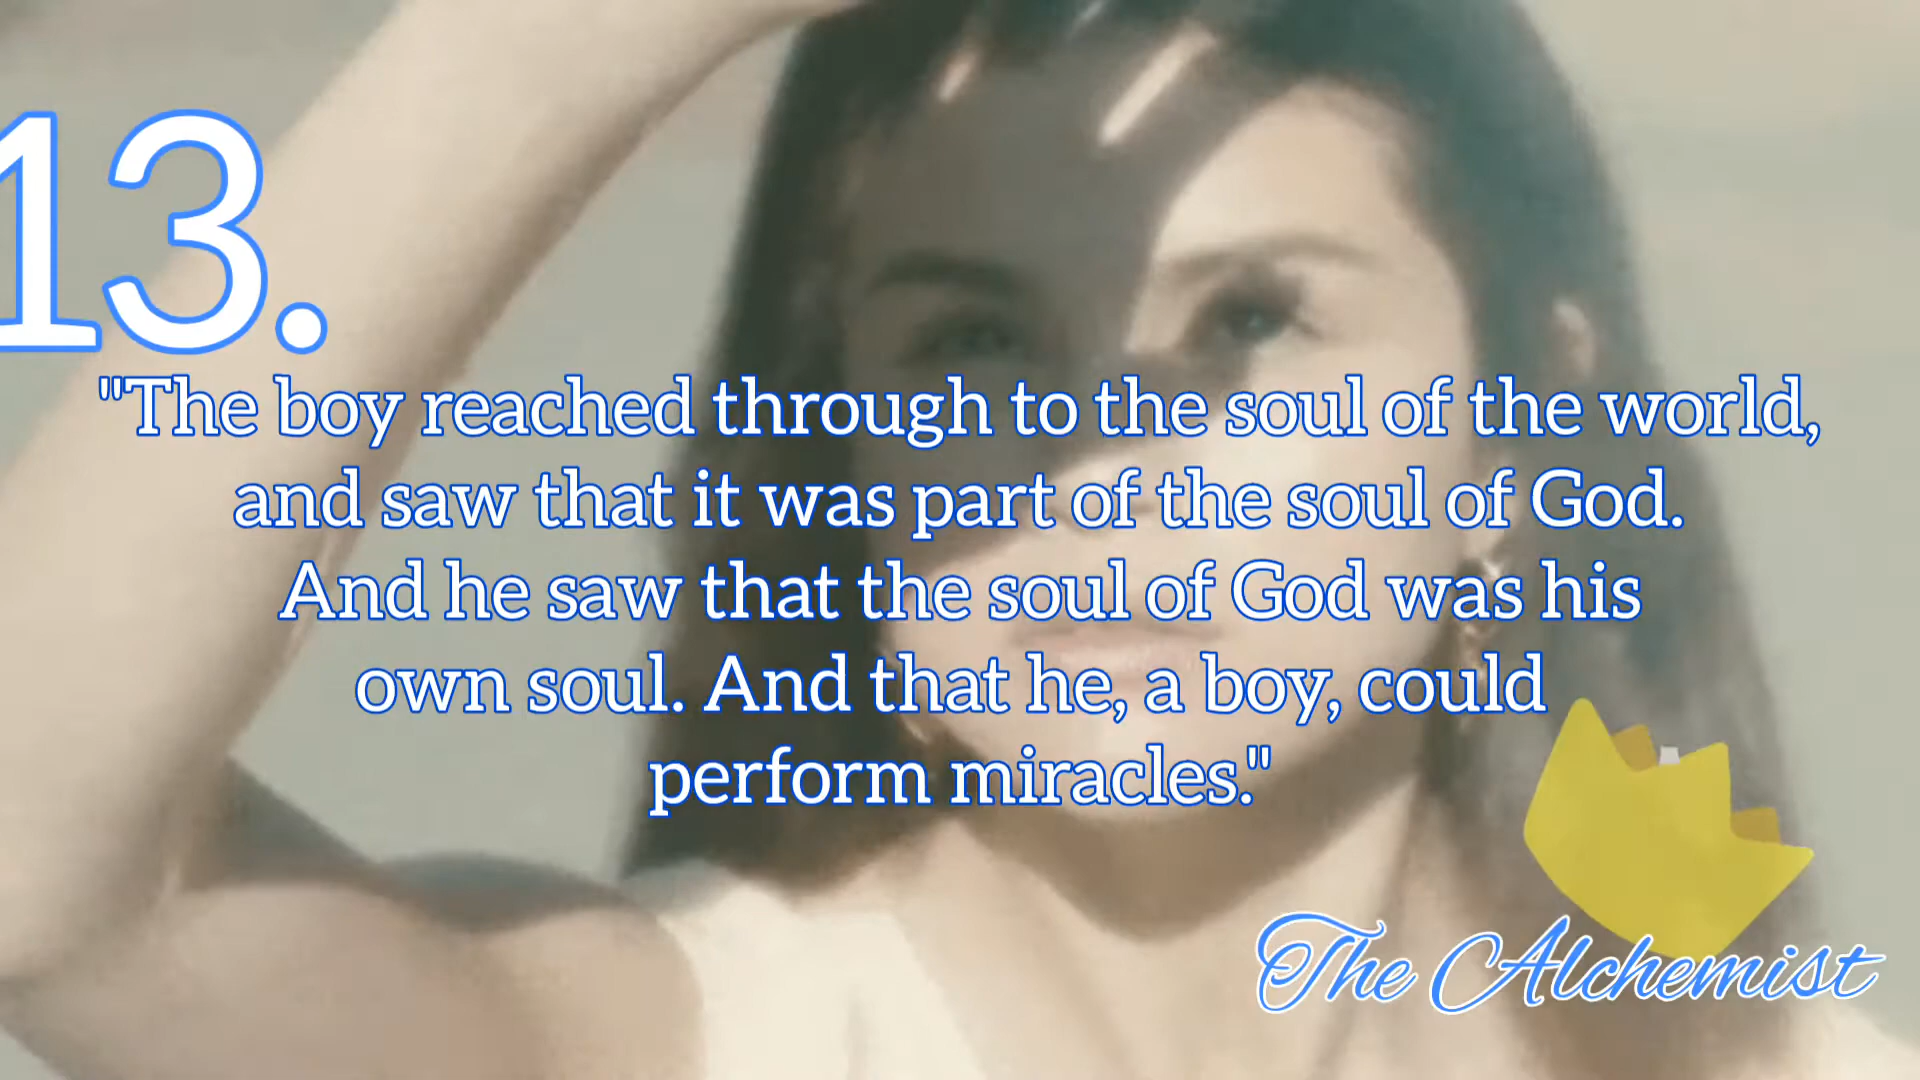 13.
"The boy reached through to the soul of the world,
and saw that it was part of the soul of God.
And he saw that the soul of God was his
own soul. And that he, a boy, could
perform miracles."
The Alchemist